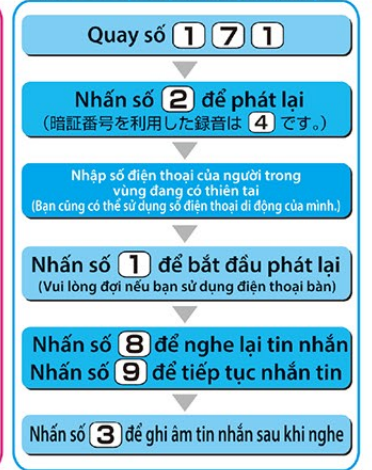 Quay số 1 7 1
Nhấn số 2 để phát lại
(暗証番号を利用した録音は 4 です。)
Nhập số điện thoại của người trong
vùng đang có thiên tai
(Bạn cũng có thể sử dụng số điện thoại di động của mình.)
Nhấn số 1 để bắt đầu phát lại
(Vui lòng đợi nếu bạn sử dụng điện thoại bàn)
Nhấn số 8 để nghe lại tin nhắn
Nhấn số 9 để tiếp tục nhắn tin
Nhấn số 3 để ghi âm tin nhắn sau khi nghe